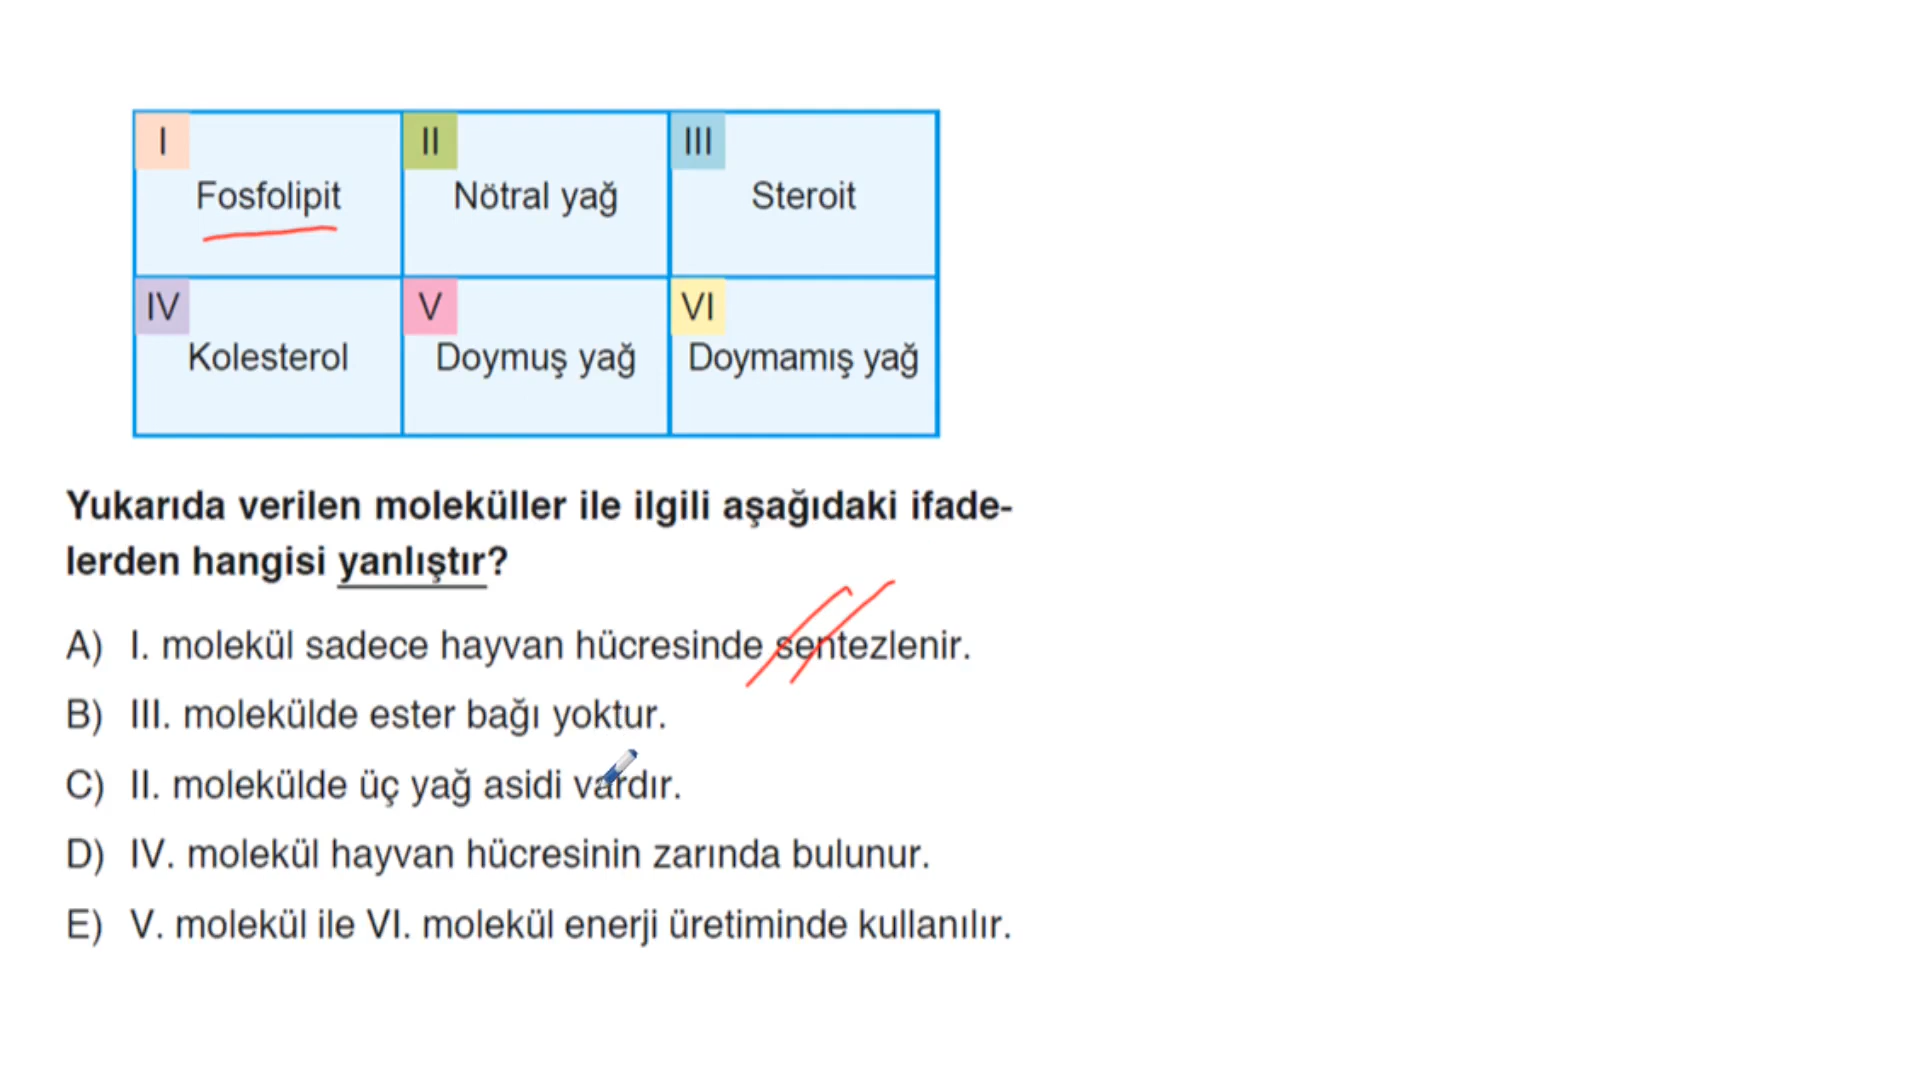 I
II
III
Fosfolipit
Nötral yağ
Steroit
IV
V
VI
Kolesterol
Doymuş yağ
Doymamış yağ
Yukarıda verilen moleküller ile ilgili aşağıdaki ifade-
lerden hangisi yanlıştır?
A) I. molekül sadece hayvan hücresinde sentezlenir.
B) III. molekülde ester bağı yoktur.
C) II. molekülde üç yağ asidi vardır.
D) IV. molekül hayvan hücresinin zarında bulunur.
E) V. molekül ile VI. molekül enerji üretiminde kullanılır.